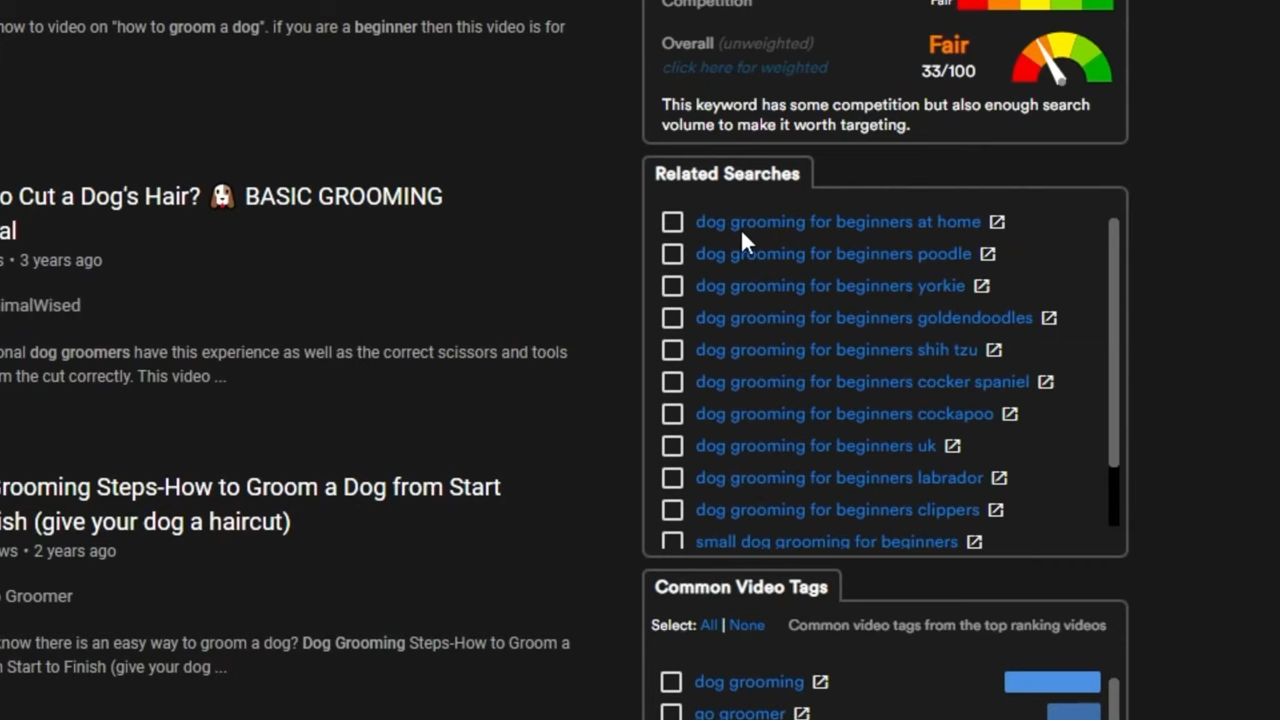 now to video on "how to groom a dog". if you are a beginner then this video is for
o Cut a Dog's Hair? 🐶 BASIC GROOMING
al
s • 3 years ago
imalWised
onal dog groomers have this experience as well as the correct scissors and tools
m the cut correctly. This video ...
Grooming Steps-How to Groom a Dog from Start
ish (give your dog a haircut)
ws • 2 years ago
Groomer
know there is an easy way to groom a dog? Dog Grooming Steps-How to Groom a
Start to Finish (give your dog ...
Competition
Fair
Overall (unweighted)
click here for weighted
Fair
33/100
This keyword has some competition but also enough search
volume to make it worth targeting.
Related Searches
dog grooming for beginners at home
dog grooming for beginners poodle
dog grooming for beginners yorkie
dog grooming for beginners goldendoodles
dog grooming for beginners shih tzu
dog grooming for beginners cocker spaniel
dog grooming for beginners cockapoo
dog grooming for beginners uk
dog grooming for beginners labrador
dog grooming for beginners clippers
small dog grooming for beginners
Common Video Tags
Select: All | None Common video tags from the top ranking videos
dog grooming
go groomer